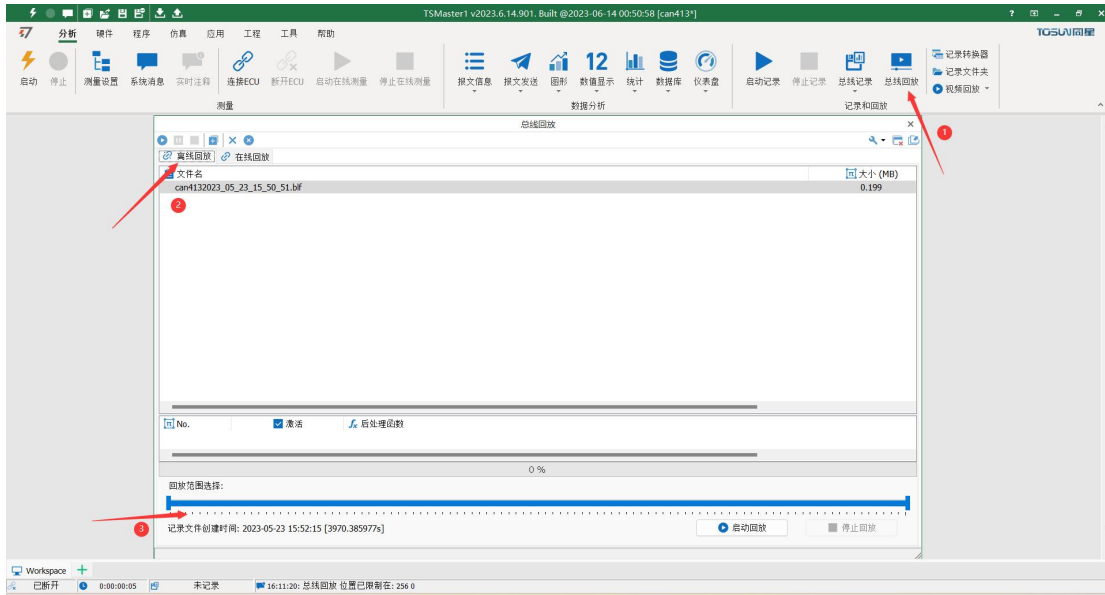 TSMaster1 v2023.6.14.901. Built @2023-06-14 00:50:58 [can413*]
分析 硬件 程序 仿真 应用 工程 工具 帮助
TOSUN同星
启动 停止 测量设置 系统消息 实时注释 连接ECU 断开ECU 启动在线测量 停止在线测量 报文信息 报文发送 图形 数值显示 统计 数据库 仪表盘 启动记录 停止记录 总线记录 总线回放
12
记录转换器
记录文件夹
视频回放
测量 数据分析 记录和回放
1
总线回放
离线回放 在线回放
文件名 大小 (MB)
can4132023_05_23_15_50_51.blf 0.199
2
No. 激活 后处理函数
0 %
回放范围选择:
3
记录文件创建时间: 2023-05-23 15:52:15 [3970.385977s] 启动回放 停止回放
Workspace
已断开 0:00:00:05 未记录 16:11:20: 总线回放 位置已限制在: 256 0